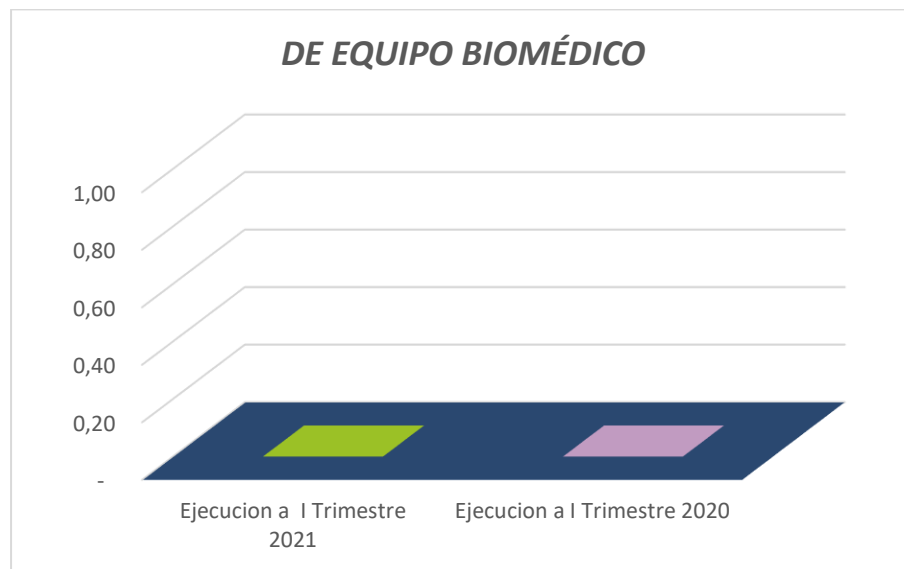 DE EQUIPO BIOMÉDICO
1,00
0,80
0,60
0,40
0,20
-
Ejecucion a I Trimestre
2021
Ejecucion a I Trimestre 2020